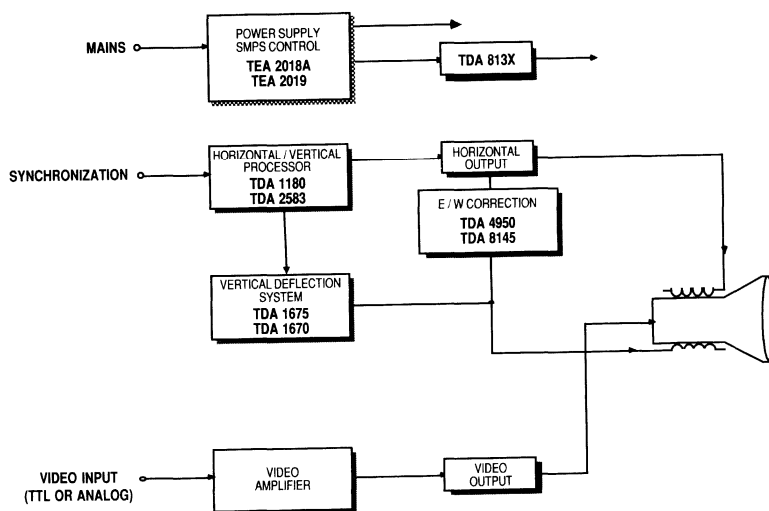 MAINS
POWER SUPPLY
SMPS CONTROL
TEA 2018A
TEA 2019
TDA 813X
SYNCHRONIZATION
HORIZONTAL / VERTICAL
PROCESSOR
TDA 1180
TDA 2583
HORIZONTAL
OUTPUT
E / W CORRECTION
TDA 4950
TDA 8145
VERTICAL DEFLECTION
SYSTEM
TDA 1675
TDA 1670
VIDEO INPUT
(TTL OR ANALOG)
VIDEO
AMPLIFIER
VIDEO
OUTPUT